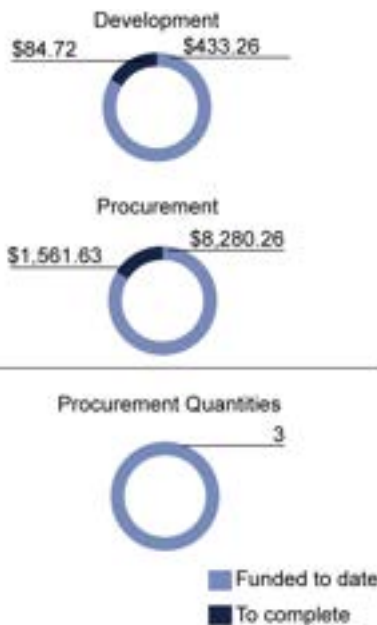 Development
$84.72 $433.26
Procurement
$1,561.63 $8,280.26
Procurement Quantities
3
Funded to date
To complete